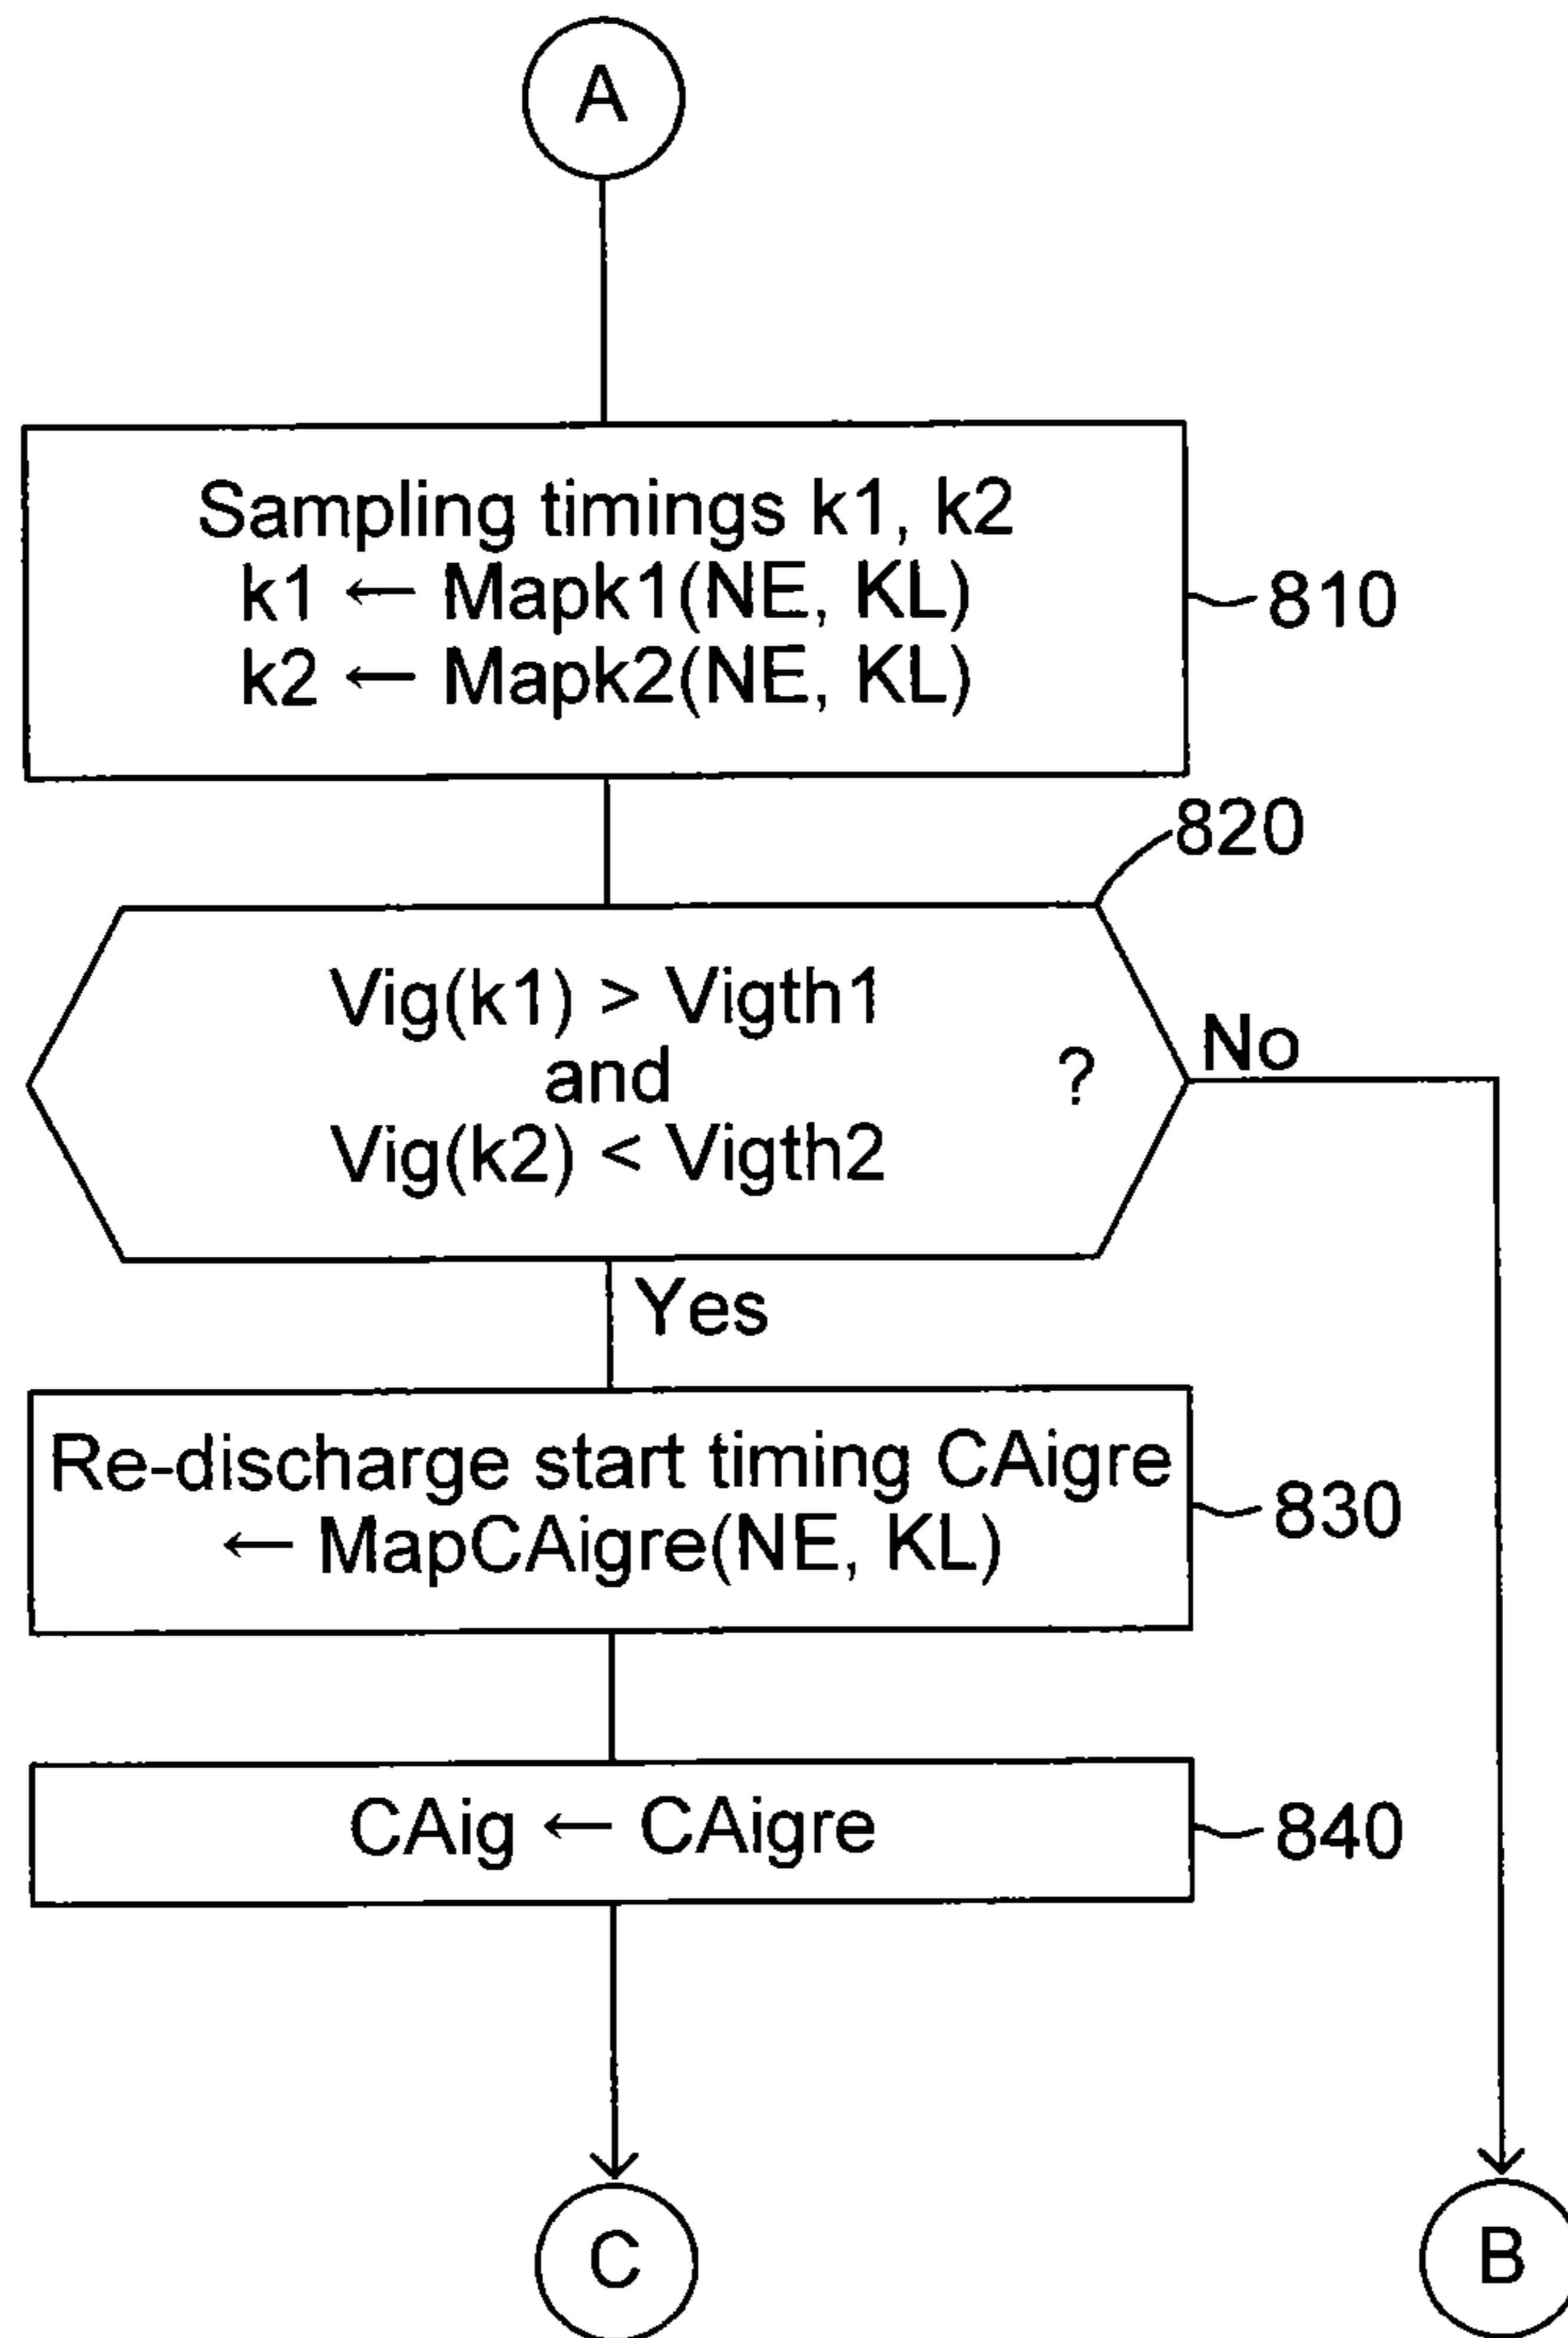 A
Sampling timings k1, k2
k1 ← Mapk1(NE, KL)
k2 ← Mapk2(NE, KL)
810
820
Vig(k1) > Vigth1
and
?
Vig(k2) < Vigth2
No
Yes
Re-discharge start timing CAigre
← MapCAigre(NE, KL)
830
CAig ← CAigre
840
C
B